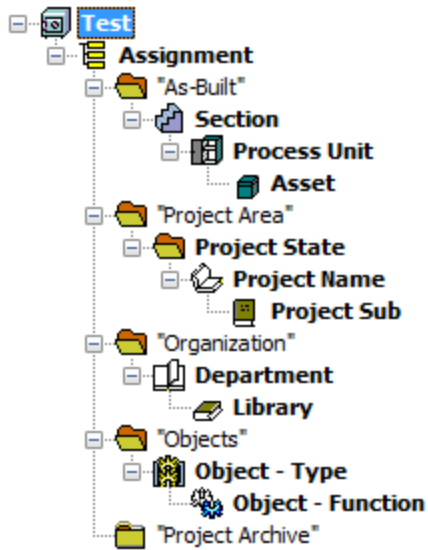 Test
Assignment
"As-Built"
Section
Process Unit
Asset
"Project Area"
Project State
Project Name
Project Sub
"Organization"
Department
Library
"Objects"
Object - Type
Object - Function
"Project Archive"